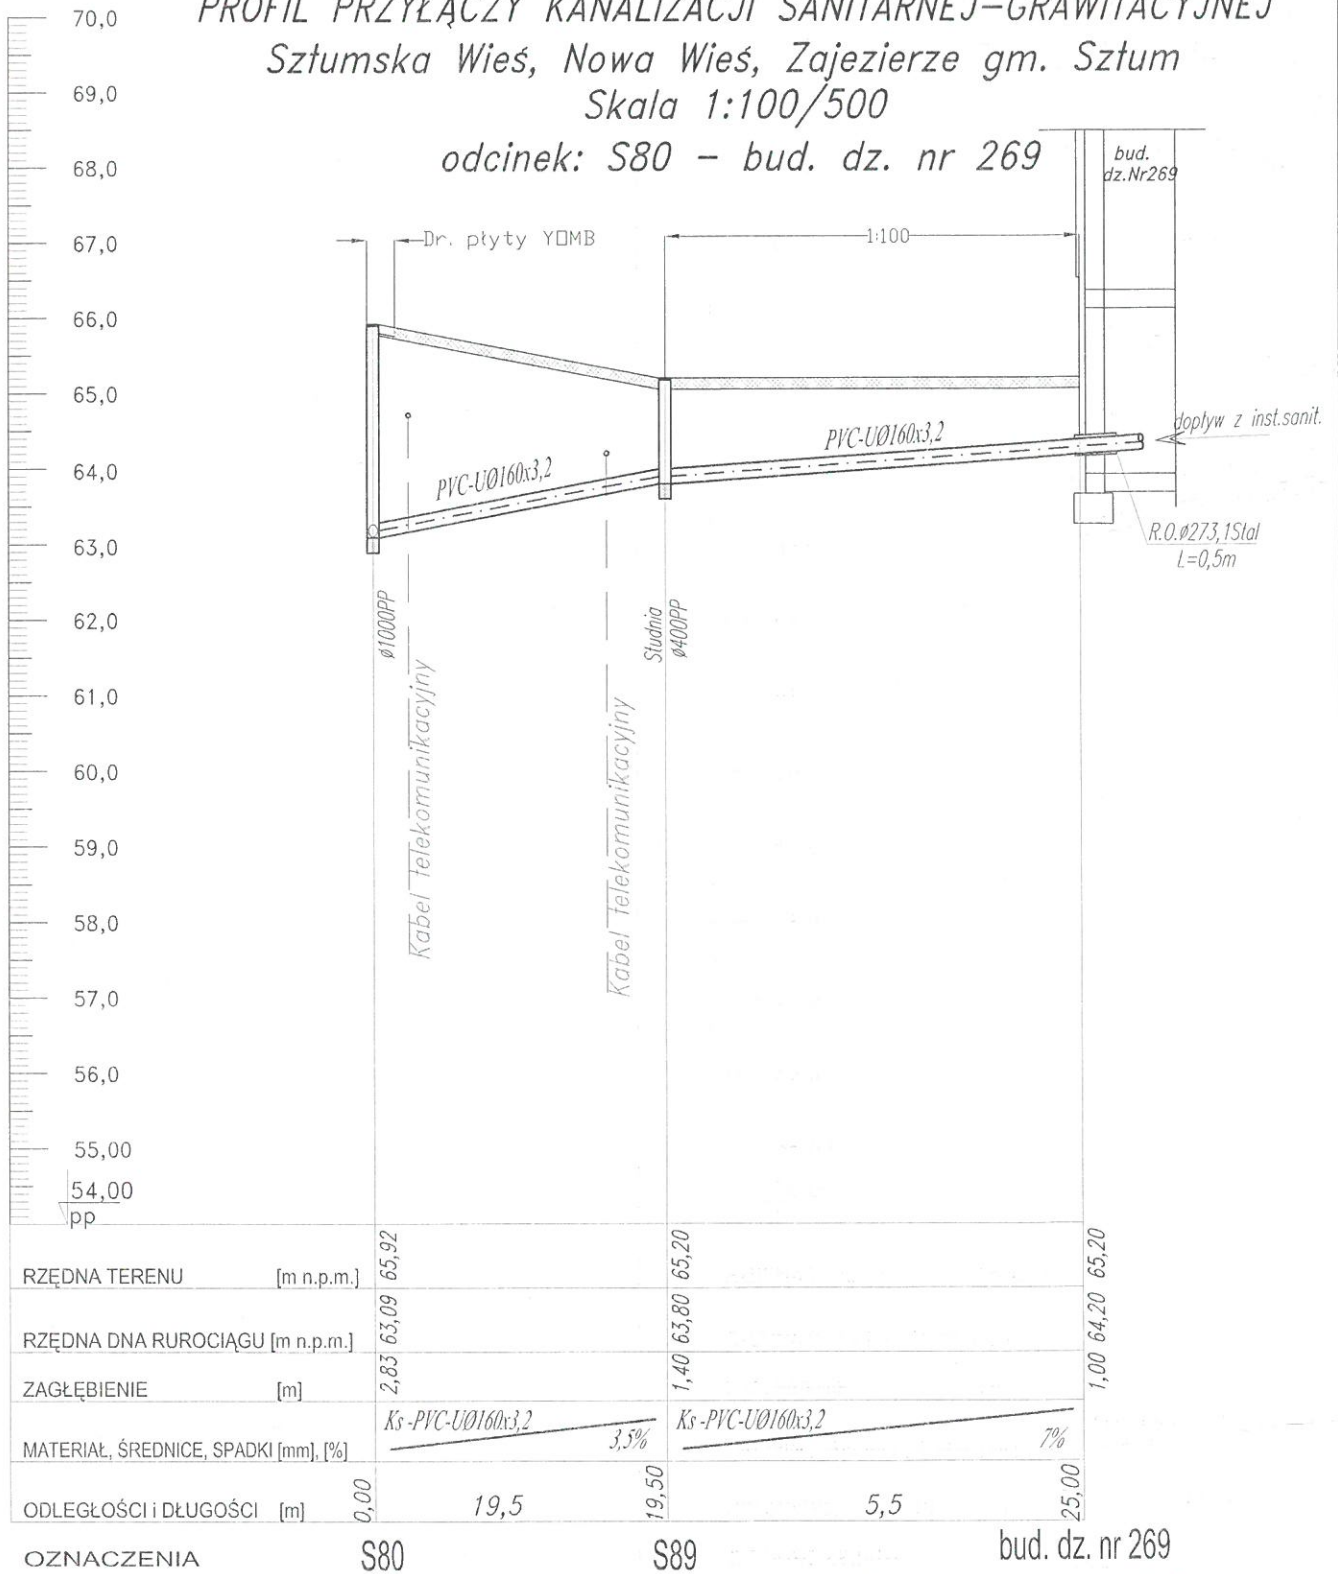 PROFIL PRZYŁĄCZY KANALIZACJI SANITARNEJ-GRAWITACYJNEJ
Sztumska Wieś, Nowa Wieś, Zajezierze gm. Sztum
Skala 1:100/500
odcinek: S80 - bud. dz. nr 269
bud.
dz.Nr269
70,0
69,0
68,0
67,0
66,0
65,0
64,0
63,0
62,0
61,0
60,0
59,0
58,0
57,0
56,0
55,00
54,00
pp
Dr. płyty YOMB
1:100
PVC-UØ160x3,2
PVC-UØ160x3,2
dopływ z inst.sanit.
R.O.ø273,1Stal
L=0,5m
ø1000PP
Kabel telekomunikacyjny
Kabel telekomunikacyjny
Studnia
ø400PP
RZĘDNA TERENU [m n.p.m.] 65,92 65,20 65,20
RZĘDNA DNA RUROCIĄGU [m n.p.m.] 63,09 63,80 64,20
ZAGŁĘBIENIE [m] 2,83 1,40 1,00
MATERIAŁ, ŚREDNICE, SPADKI [mm], [%] Ks-PVC-UØ160x3,2 3,5% Ks-PVC-UØ160x3,2 7%
ODLEGŁOŚCI i DŁUGOŚCI [m] 0,00 19,5 19,50 5,5 25,00
OZNACZENIA S80 S89 bud. dz. nr 269